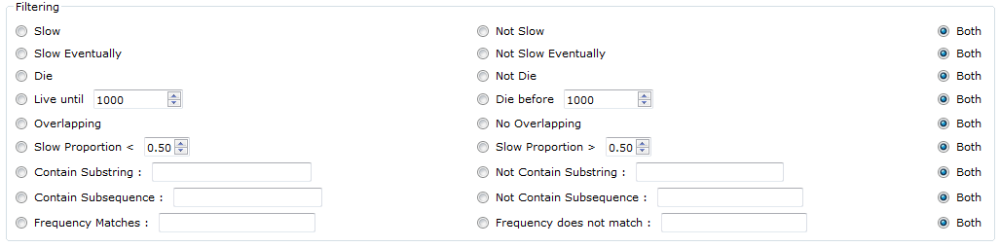 Filtering
Slow Not Slow Both
Slow Eventually Not Slow Eventually Both
Die Not Die Both
Live until 1000 Die before 1000 Both
Overlapping No Overlapping Both
Slow Proportion < 0.50 Slow Proportion > 0.50 Both
Contain Substring : Not Contain Substring : Both
Contain Subsequence : Not Contain Subsequence : Both
Frequency Matches : Frequency does not match : Both